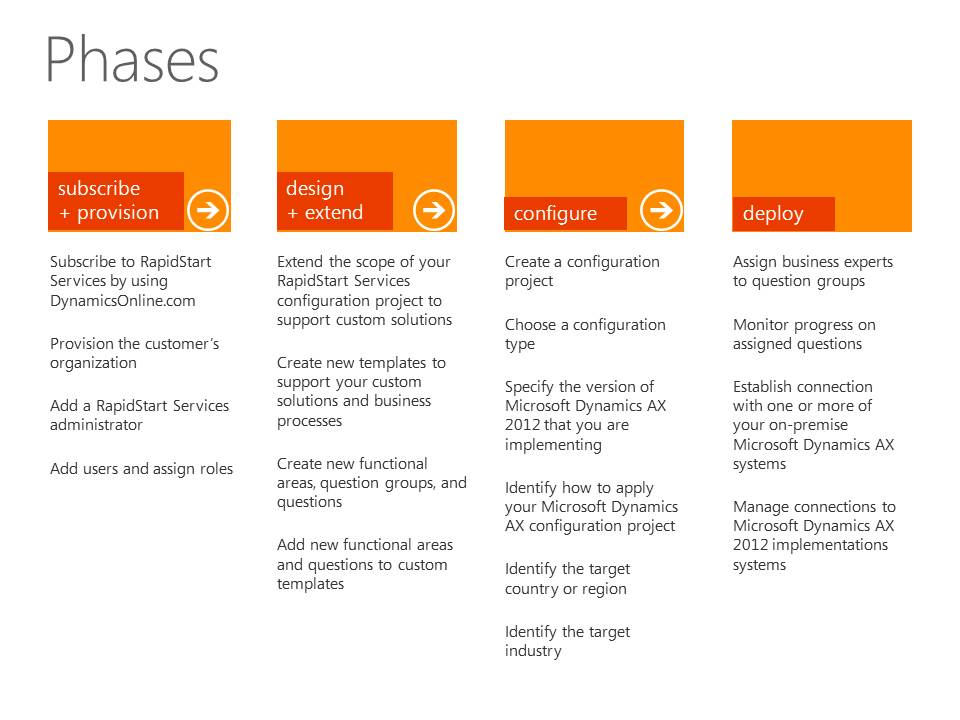 Phases
subscribe
+ provision
Subscribe to RapidStart
Services by using
DynamicsOnline.com
Provision the customer’s
organization
Add a RapidStart Services
administrator
Add users and assign roles
design
+ extend
Extend the scope of your
RapidStart Services
configuration project to
support custom solutions
Create new templates to
support your custom
solutions and business
processes
Create new functional
areas, question groups, and
questions
Add new functional areas
and questions to custom
templates
configure
Create a configuration
project
Choose a configuration
type
Specify the version of
Microsoft Dynamics AX
2012 that you are
implementing
Identify how to apply
your Microsoft Dynamics
AX configuration project
Identify the target
country or region
Identify the target
industry
deploy
Assign business experts
to question groups
Monitor progress on
assigned questions
Establish connection
with one or more of
your on-premise
Microsoft Dynamics AX
systems
Manage connections to
Microsoft Dynamics AX
2012 implementations
systems